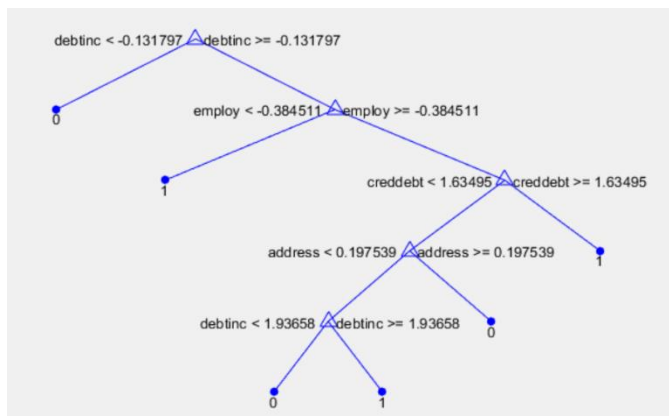 debtinc < -0.131797 debtinc >= -0.131797
0
employ < -0.384511 employ >= -0.384511
1
creddebt < 1.63495 creddebt >= 1.63495
address < 0.197539 address >= 0.197539
1
debtinc < 1.93658 debtinc >= 1.93658
0
0
1